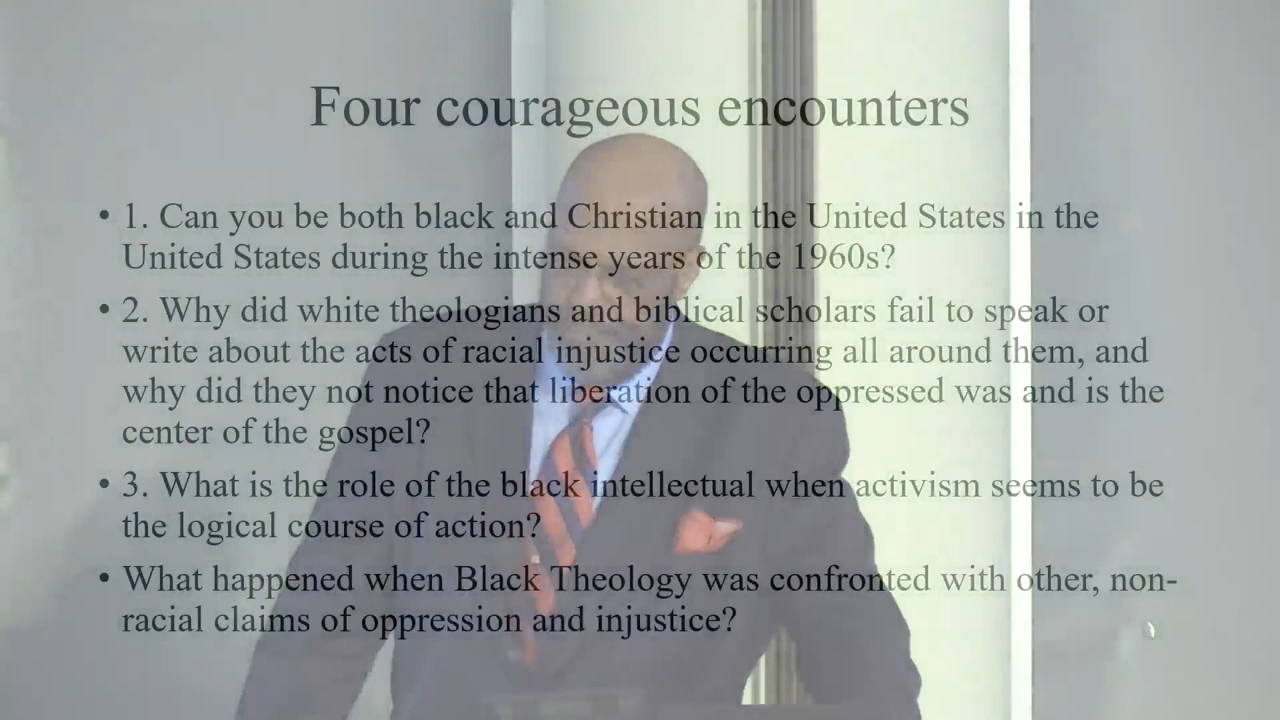 Four courageous encounters
• 1. Can you be both black and Christian in the United States in the
United States during the intense years of the 1960s?
• 2. Why did white theologians and biblical scholars fail to speak or
write about the acts of racial injustice occurring all around them, and
why did they not notice that liberation of the oppressed was and is the
center of the gospel?
• 3. What is the role of the black intellectual when activism seems to be
the logical course of action?
• What happened when Black Theology was confronted with other, non-
racial claims of oppression and injustice?